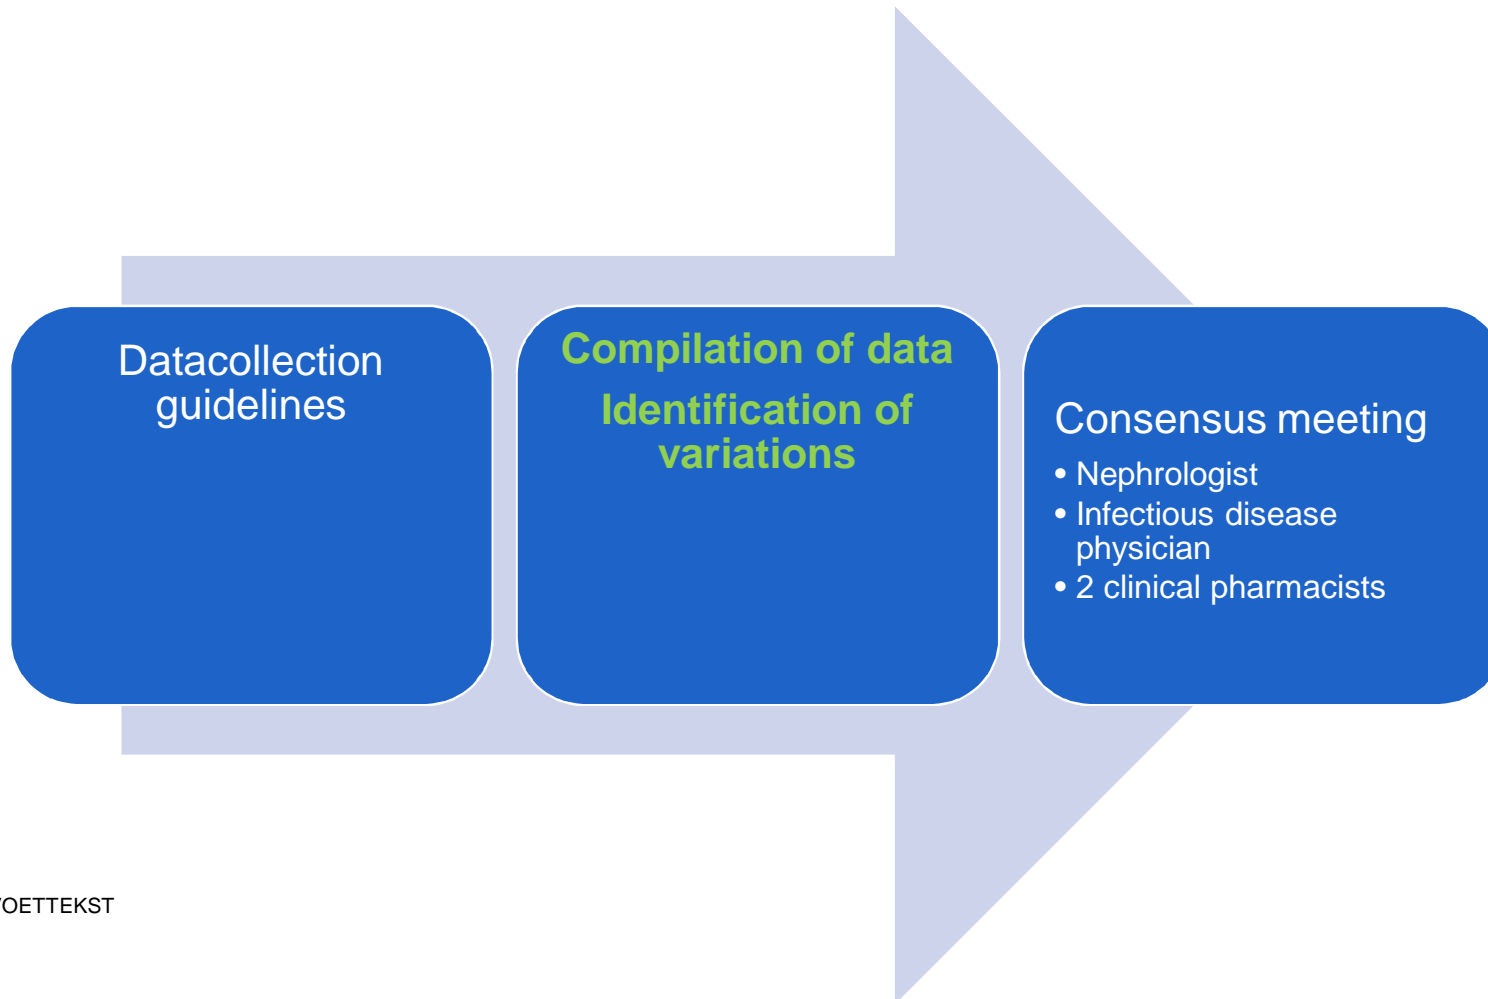 Datacollection
guidelines
Compilation of data
Identification of
variations
Consensus meeting
• Nephrologist
• Infectious disease
physician
• 2 clinical pharmacists
VOETTEKST